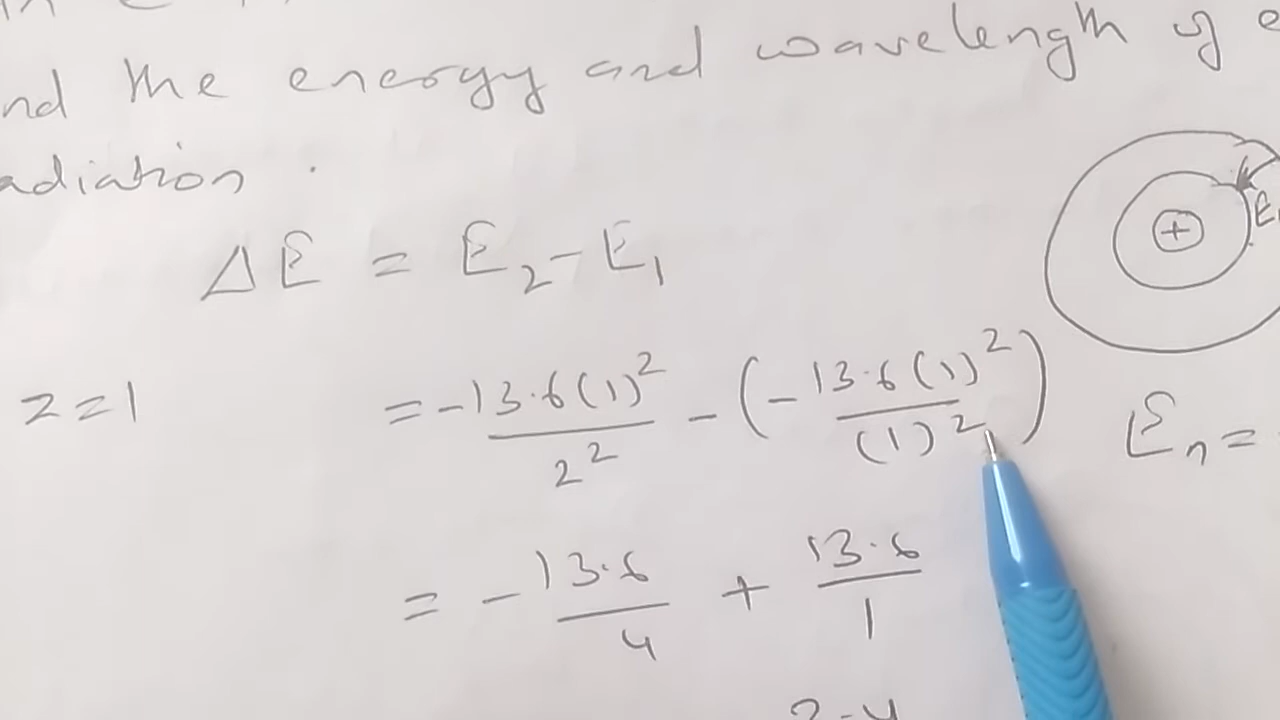 nd the energy and wavelength of e
adiation.
ΔE = E₂ - E₁
+ E₁
z = 1 = -13.6(1)²/2² - (-13.6(1)²/(1)²) Eₙ =
= -13.6/4 + 13.6/1